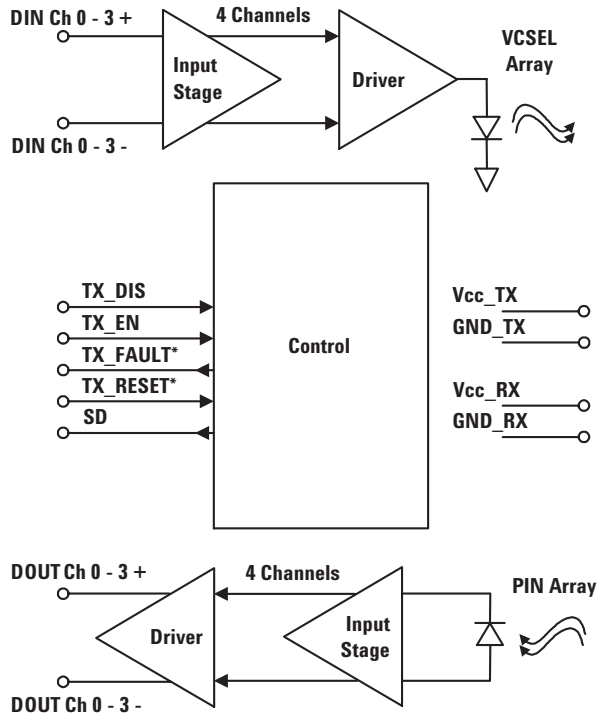 DIN Ch 0 - 3 +
4 Channels
VCSEL
Array
Input
Stage
Driver
DIN Ch 0 - 3 -
TX_DIS
TX_EN
TX_FAULT*
TX_RESET*
SD
Control
Vcc_TX
GND_TX
Vcc_RX
GND_RX
DOUT Ch 0 - 3 +
4 Channels
PIN Array
Driver
Input
Stage
DOUT Ch 0 - 3 -